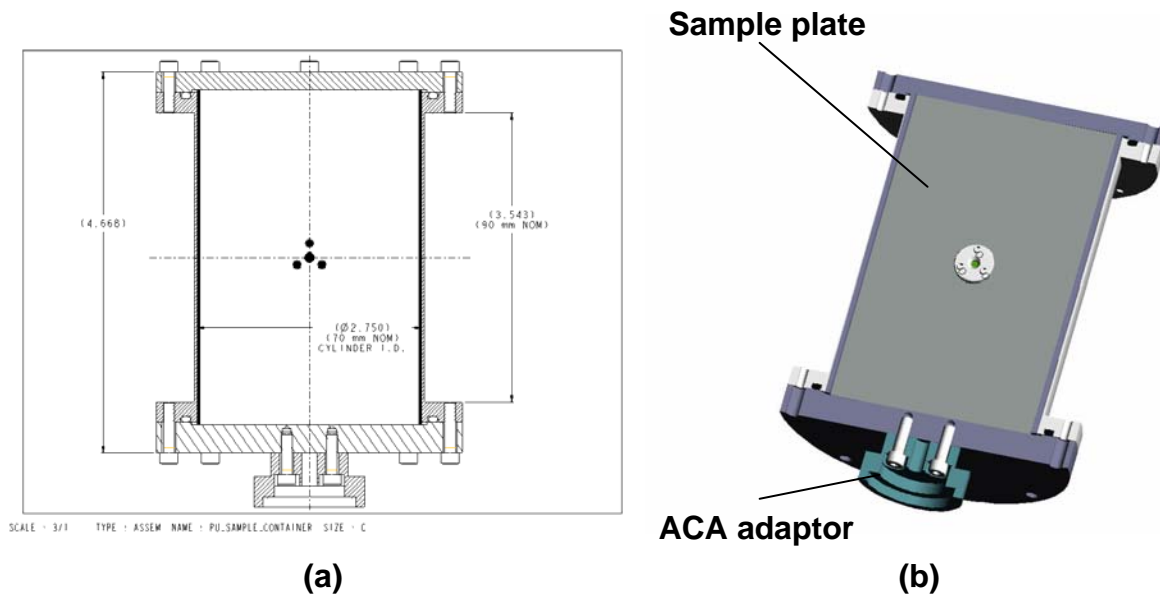 (4.668)
(3.543)
(90 mm NOM)
(Ø2.750)
(70 mm NOM)
CYLINDER I.D.
SCALE : 3/1 TYPE : ASSEM NAME : PU_SAMPLE_CONTAINER SIZE : C
(a)
Sample plate
ACA adaptor
(b)